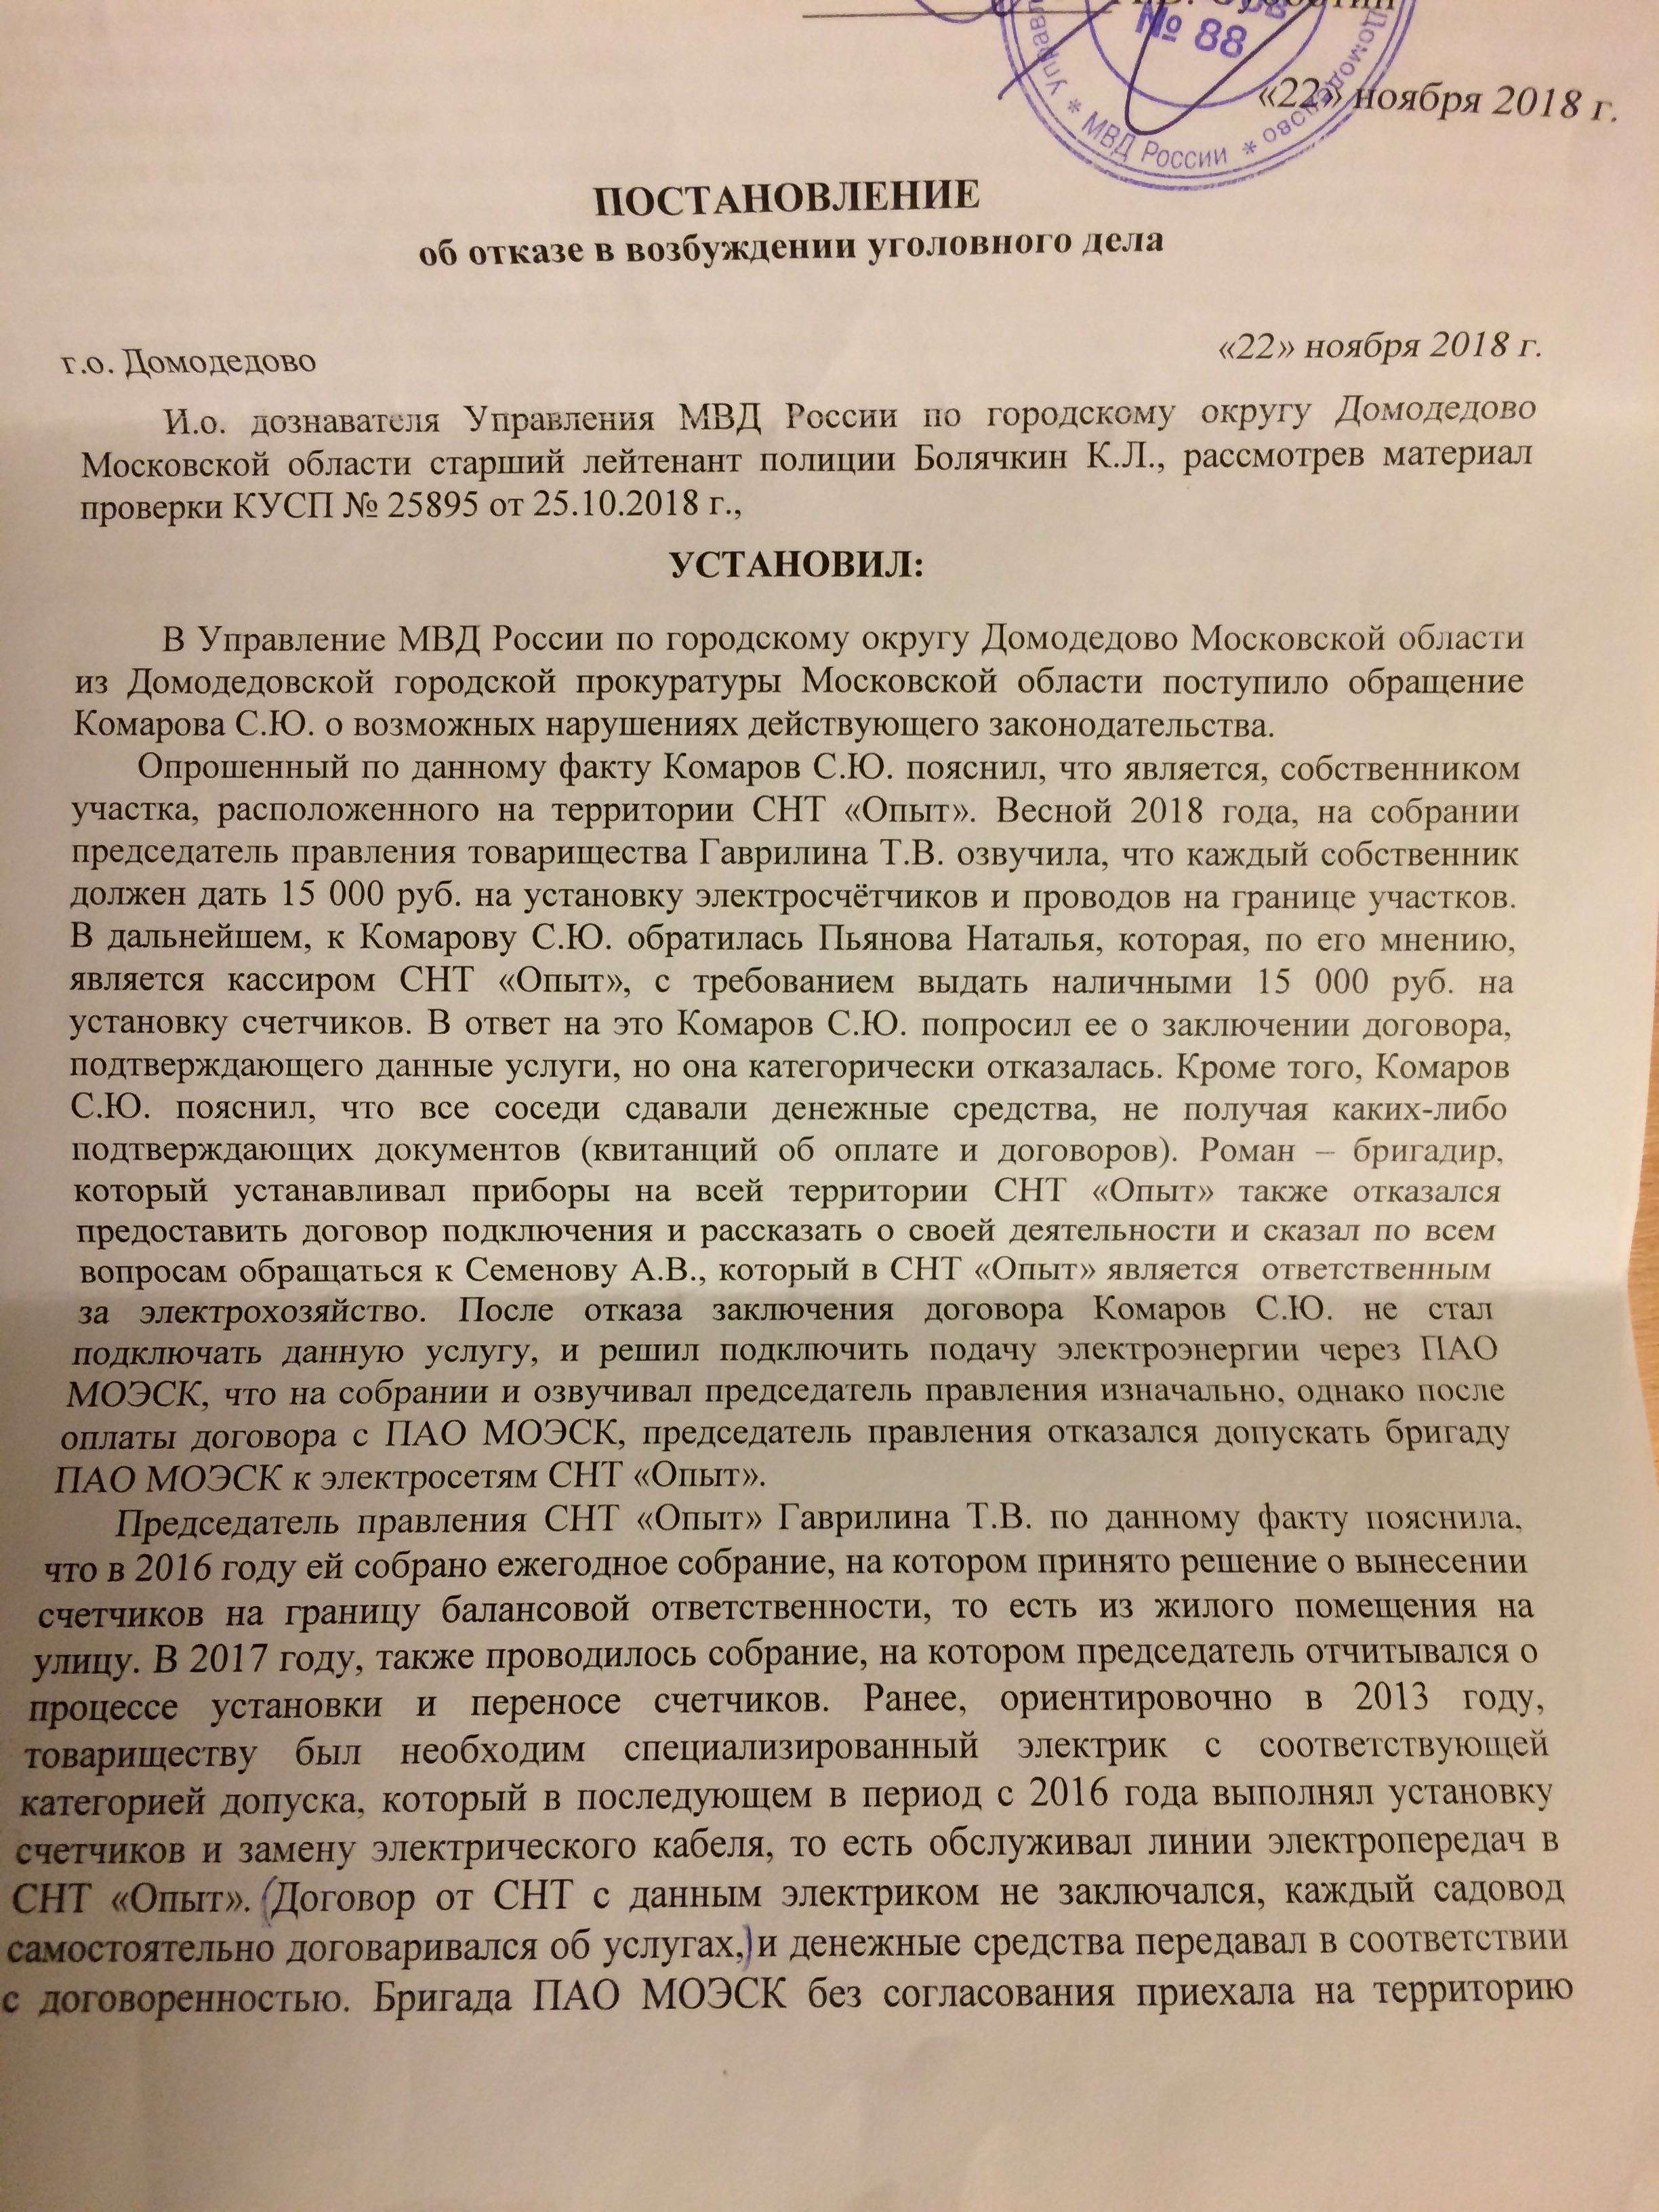 № 88
* МВД России *
Домодедово
«22» ноября 2018 г.
ПОСТАНОВЛЕНИЕ
об отказе в возбуждении уголовного дела
г.о. Домодедово
«22» ноября 2018 г.
И.о. дознавателя Управления МВД России по городскому округу Домодедово
Московской области старший лейтенант полиции Болячкин К.Л., рассмотрев материал
проверки КУСП № 25895 от 25.10.2018 г.,
УСТАНОВИЛ:
В Управление МВД России по городскому округу Домодедово Московской области
из Домодедовской городской прокуратуры Московской области поступило обращение
Комарова С.Ю. о возможных нарушениях действующего законодательства.
Опрошенный по данному факту Комаров С.Ю. пояснил, что является, собственником
участка, расположенного на территории СНТ «Опыт». Весной 2018 года, на собрании
председатель правления товарищества Гаврилина Т.В. озвучила, что каждый собственник
должен дать 15 000 руб. на установку электросчётчиков и проводов на границе участков.
В дальнейшем, к Комарову С.Ю. обратилась Пьянова Наталья, которая, по его мнению,
является кассиром СНТ «Опыт», с требованием выдать наличными 15 000 руб. на
установку счетчиков. В ответ на это Комаров С.Ю. попросил ее о заключении договора,
подтверждающего данные услуги, но она категорически отказалась. Кроме того, Комаров
С.Ю. пояснил, что все соседи сдавали денежные средства, не получая каких-либо
подтверждающих документов (квитанций об оплате и договоров). Роман – бригадир,
который устанавливал приборы на всей территории СНТ «Опыт» также отказался
предоставить договор подключения и рассказать о своей деятельности и сказал по всем
вопросам обращаться к Семенову А.В., который в СНТ «Опыт» является ответственным
за электрохозяйство. После отказа заключения договора Комаров С.Ю. не стал
подключать данную услугу, и решил подключить подачу электроэнергии через ПАО
МОЭСК, что на собрании и озвучивал председатель правления изначально, однако после
оплаты договора с ПАО МОЭСК, председатель правления отказался допускать бригаду
ПАО МОЭСК к электросетям СНТ «Опыт».
Председатель правления СНТ «Опыт» Гаврилина Т.В. по данному факту пояснила,
что в 2016 году ей собрано ежегодное собрание, на котором принято решение о вынесении
счетчиков на границу балансовой ответственности, то есть из жилого помещения на
улицу. В 2017 году, также проводилось собрание, на котором председатель отчитывался о
процессе установки и переносе счетчиков. Ранее, ориентировочно в 2013 году,
товариществу был необходим специализированный электрик с соответствующей
категорией допуска, который в последующем в период с 2016 года выполнял установку
счетчиков и замену электрического кабеля, то есть обслуживал линии электропередач в
СНТ «Опыт». (Договор от СНТ с данным электриком не заключался, каждый садовод
самостоятельно договаривался об услугах,) и денежные средства передавал в соответствии
с договоренностью. Бригада ПАО МОЭСК без согласования приехала на территорию